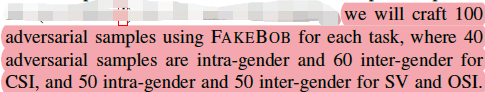 we will craft 100
adversarial samples using FAKEBOB for each task, where 40
adversarial samples are intra-gender and 60 inter-gender for
CSI, and 50 intra-gender and 50 inter-gender for SV and OSI.